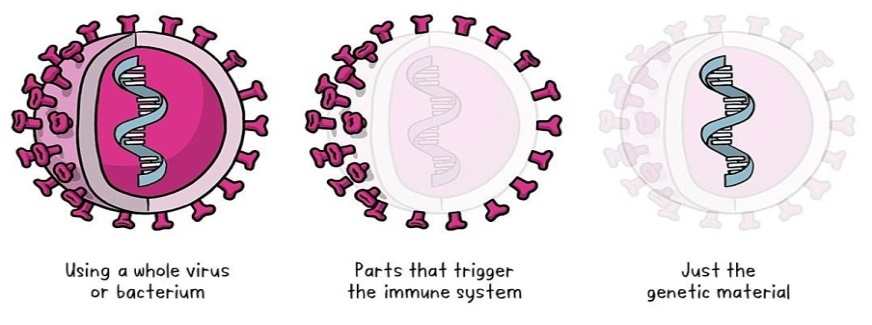 Using a whole virus
or bacterium
Parts that trigger
the immune system
Just the
genetic material